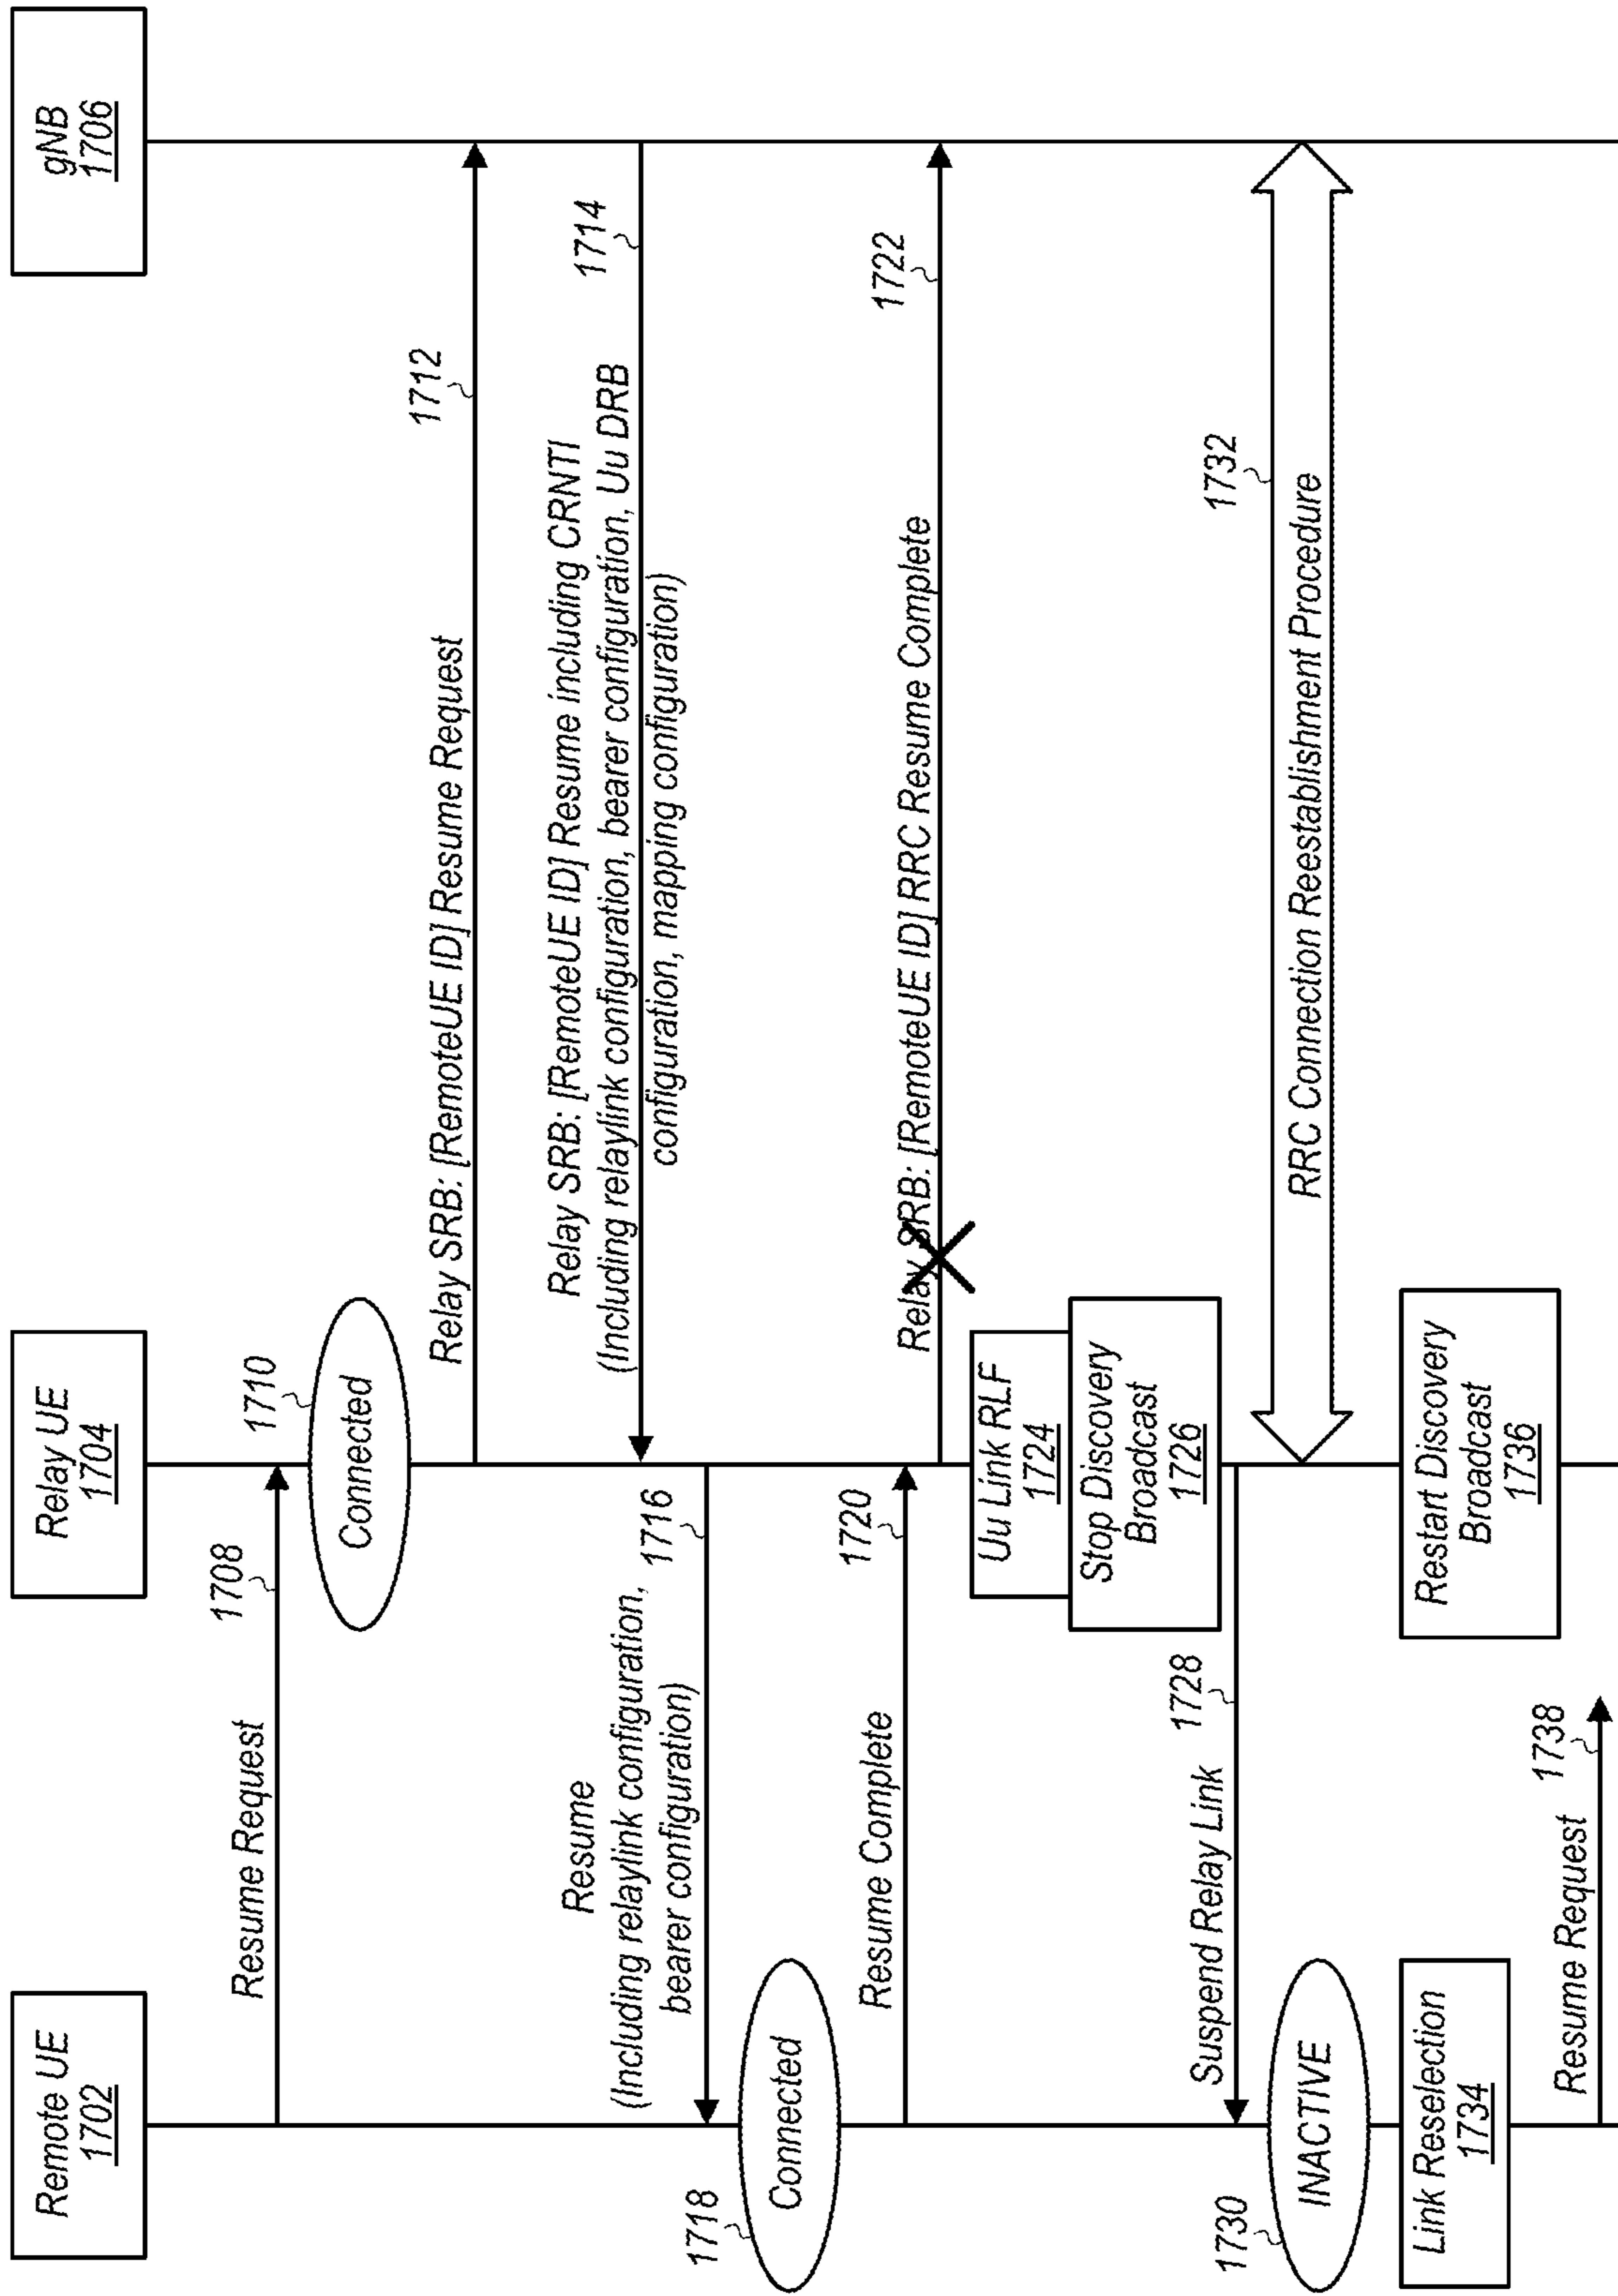 Remote UE
1702
Relay UE
1704
gNB
1706
Resume Request
1708
1710
Connected
1712
Relay SRB: [RemoteUE ID] Resume Request
1714
Relay SRB: [RemoteUE ID] Resume including CRNTI
(Including relaylink configuration, bearer configuration, Uu DRB
configuration, mapping configuration)
Resume
(Including relaylink configuration,
bearer configuration)
1716
1718
Connected
Resume Complete
1720
1722
Relay SRB: [RemoteUE ID] RRC Resume Complete
Uu Link RLF
1724
Stop Discovery
Broadcast
1726
Suspend Relay Link
1728
1730
INACTIVE
1732
RRC Connection Reestablishment Procedure
Link Reselection
1734
Restart Discovery
Broadcast
1736
Resume Request
1738